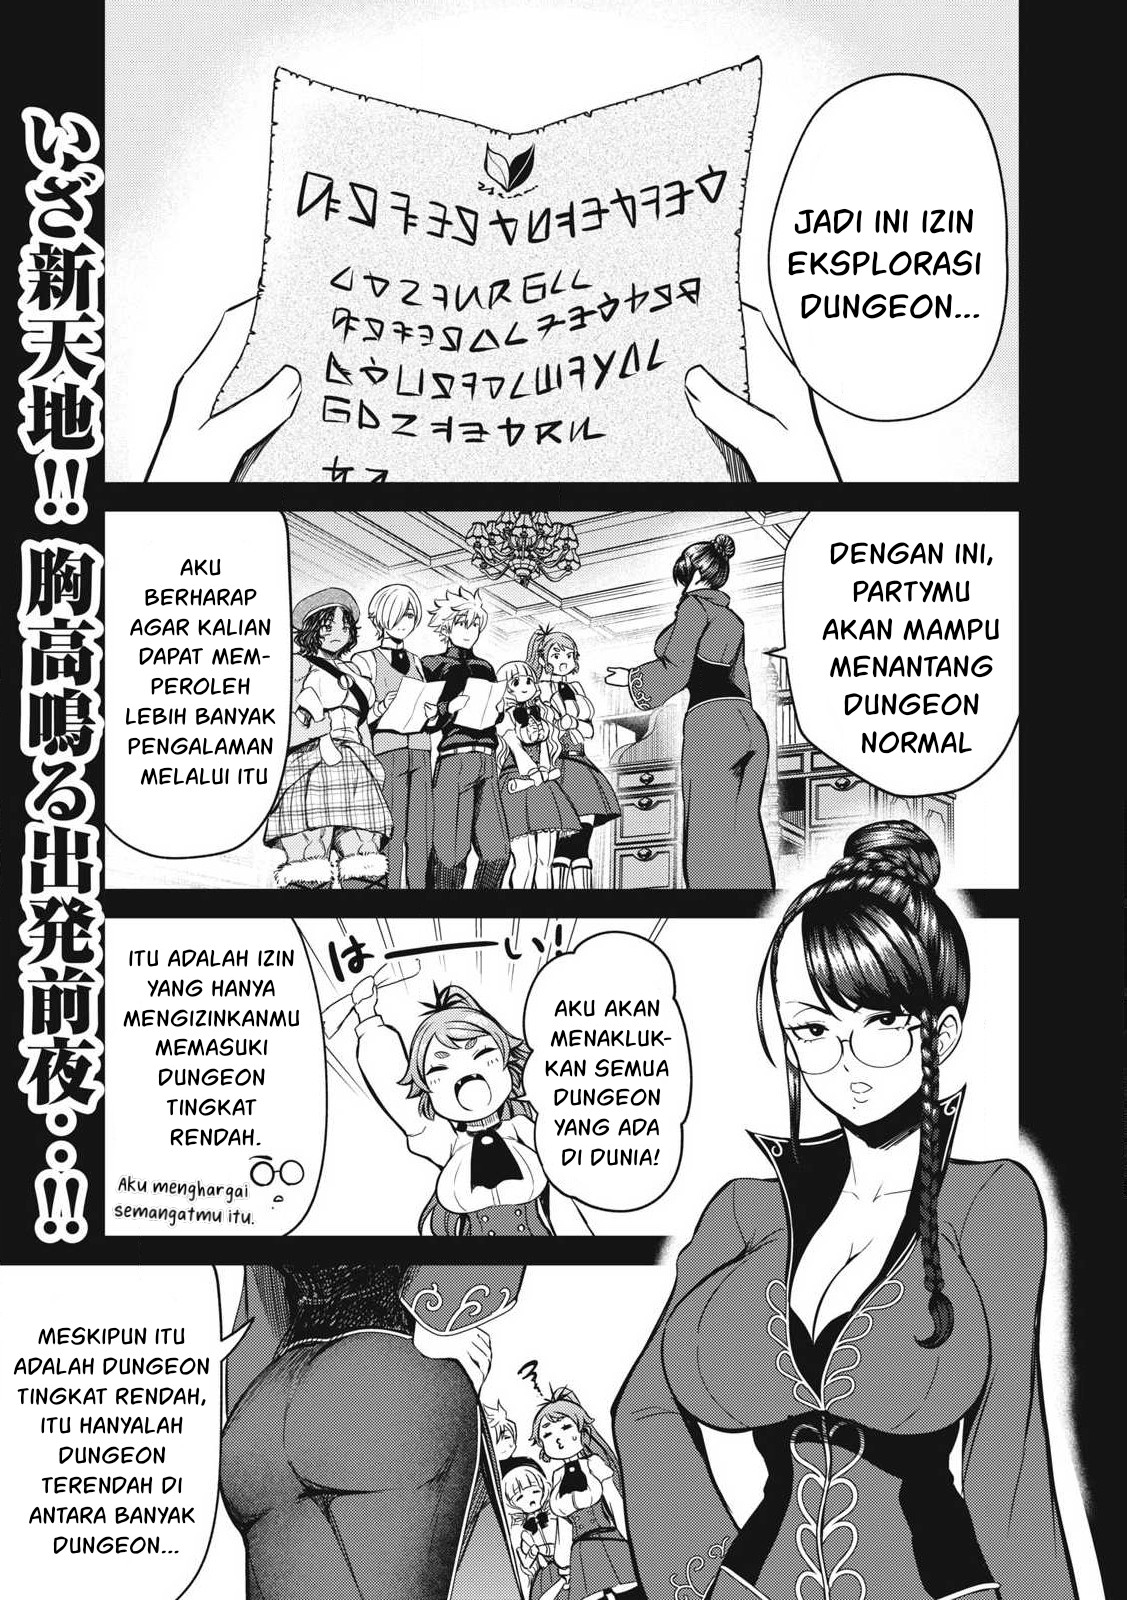 いざ新天地!! 胸高鳴る出発前夜…!!
JADI INI IZIN
EKSPLORASI
DUNGEON...
DENGAN INI,
PARTYMU
AKAN MAMPU
MENANTANG
DUNGEON
NORMAL
AKU
BERHARAP
AGAR KALIAN
DAPAT MEM-
PEROLEH
LEBIH BANYAK
PENGALAMAN
MELALUI ITU
はーい!
AKU AKAN
MENAKLUK-
KAN SEMUA
DUNGEON
YANG ADA
DI DUNIA!
ITU ADALAH IZIN
YANG HANYA
MENGIZINKANMU
MEMASUKI
DUNGEON
TINGKAT
RENDAH.
Aku menghargai
semangatmu itu.
MESKIPUN ITU
ADALAH DUNGEON
TINGKAT RENDAH,
ITU HANYALAH
DUNGEON
TERENDAH DI
ANTARA BANYAK
DUNGEON...